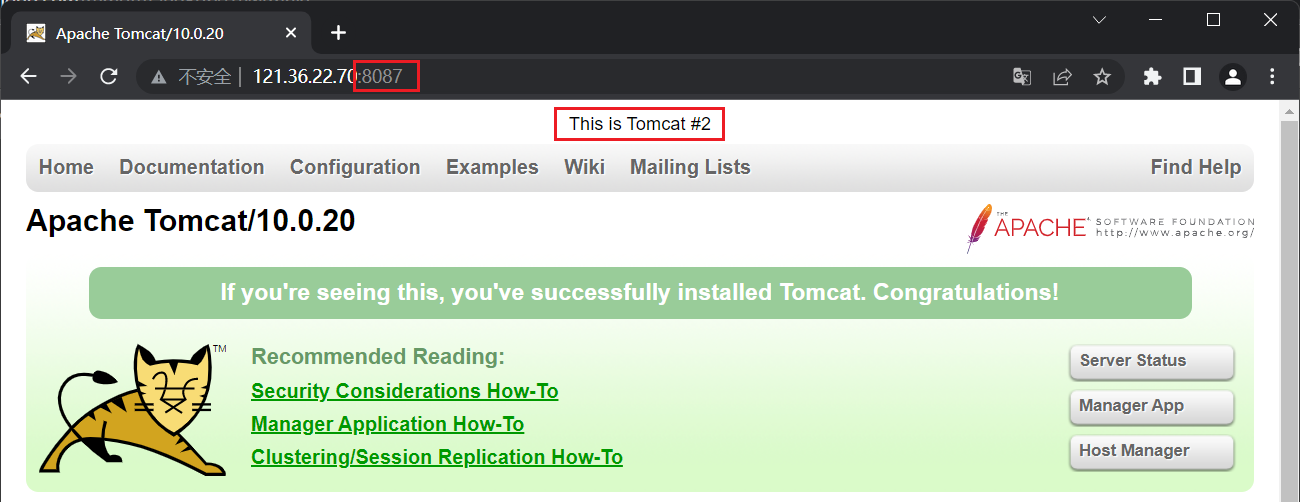 Apache Tomcat/10.0.20
不安全 121.36.22.70:8087
This is Tomcat #2
Home Documentation Configuration Examples Wiki Mailing Lists Find Help
Apache Tomcat/10.0.20
THE
APACHE SOFTWARE FOUNDATION
http://www.apache.org/
If you're seeing this, you've successfully installed Tomcat. Congratulations!
TM
Recommended Reading:
Security Considerations How-To
Manager Application How-To
Clustering/Session Replication How-To
Server Status
Manager App
Host Manager